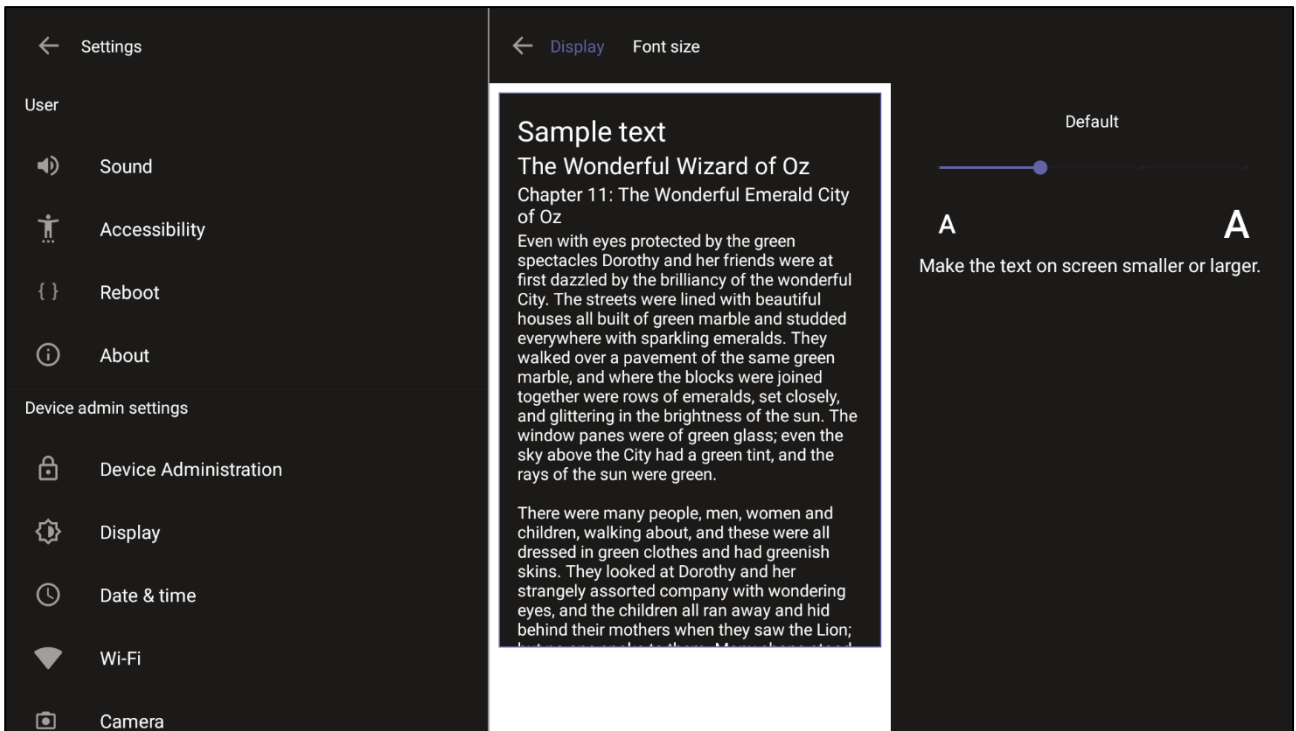 Settings
User
Sound
Accessibility
Reboot
About
Device admin settings
Device Administration
Display
Date & time
Wi-Fi
Camera
Display Font size
Sample text
The Wonderful Wizard of Oz
Chapter 11: The Wonderful Emerald City
of Oz
Even with eyes protected by the green
spectacles Dorothy and her friends were at
first dazzled by the brilliancy of the wonderful
City. The streets were lined with beautiful
houses all built of green marble and studded
everywhere with sparkling emeralds. They
walked over a pavement of the same green
marble, and where the blocks were joined
together were rows of emeralds, set closely,
and glittering in the brightness of the sun. The
window panes were of green glass; even the
sky above the City had a green tint, and the
rays of the sun were green.
There were many people, men, women and
children, walking about, and these were all
dressed in green clothes and had greenish
skins. They looked at Dorothy and her
strangely assorted company with wondering
eyes, and the children all ran away and hid
behind their mothers when they saw the Lion;
Default
A A
Make the text on screen smaller or larger.